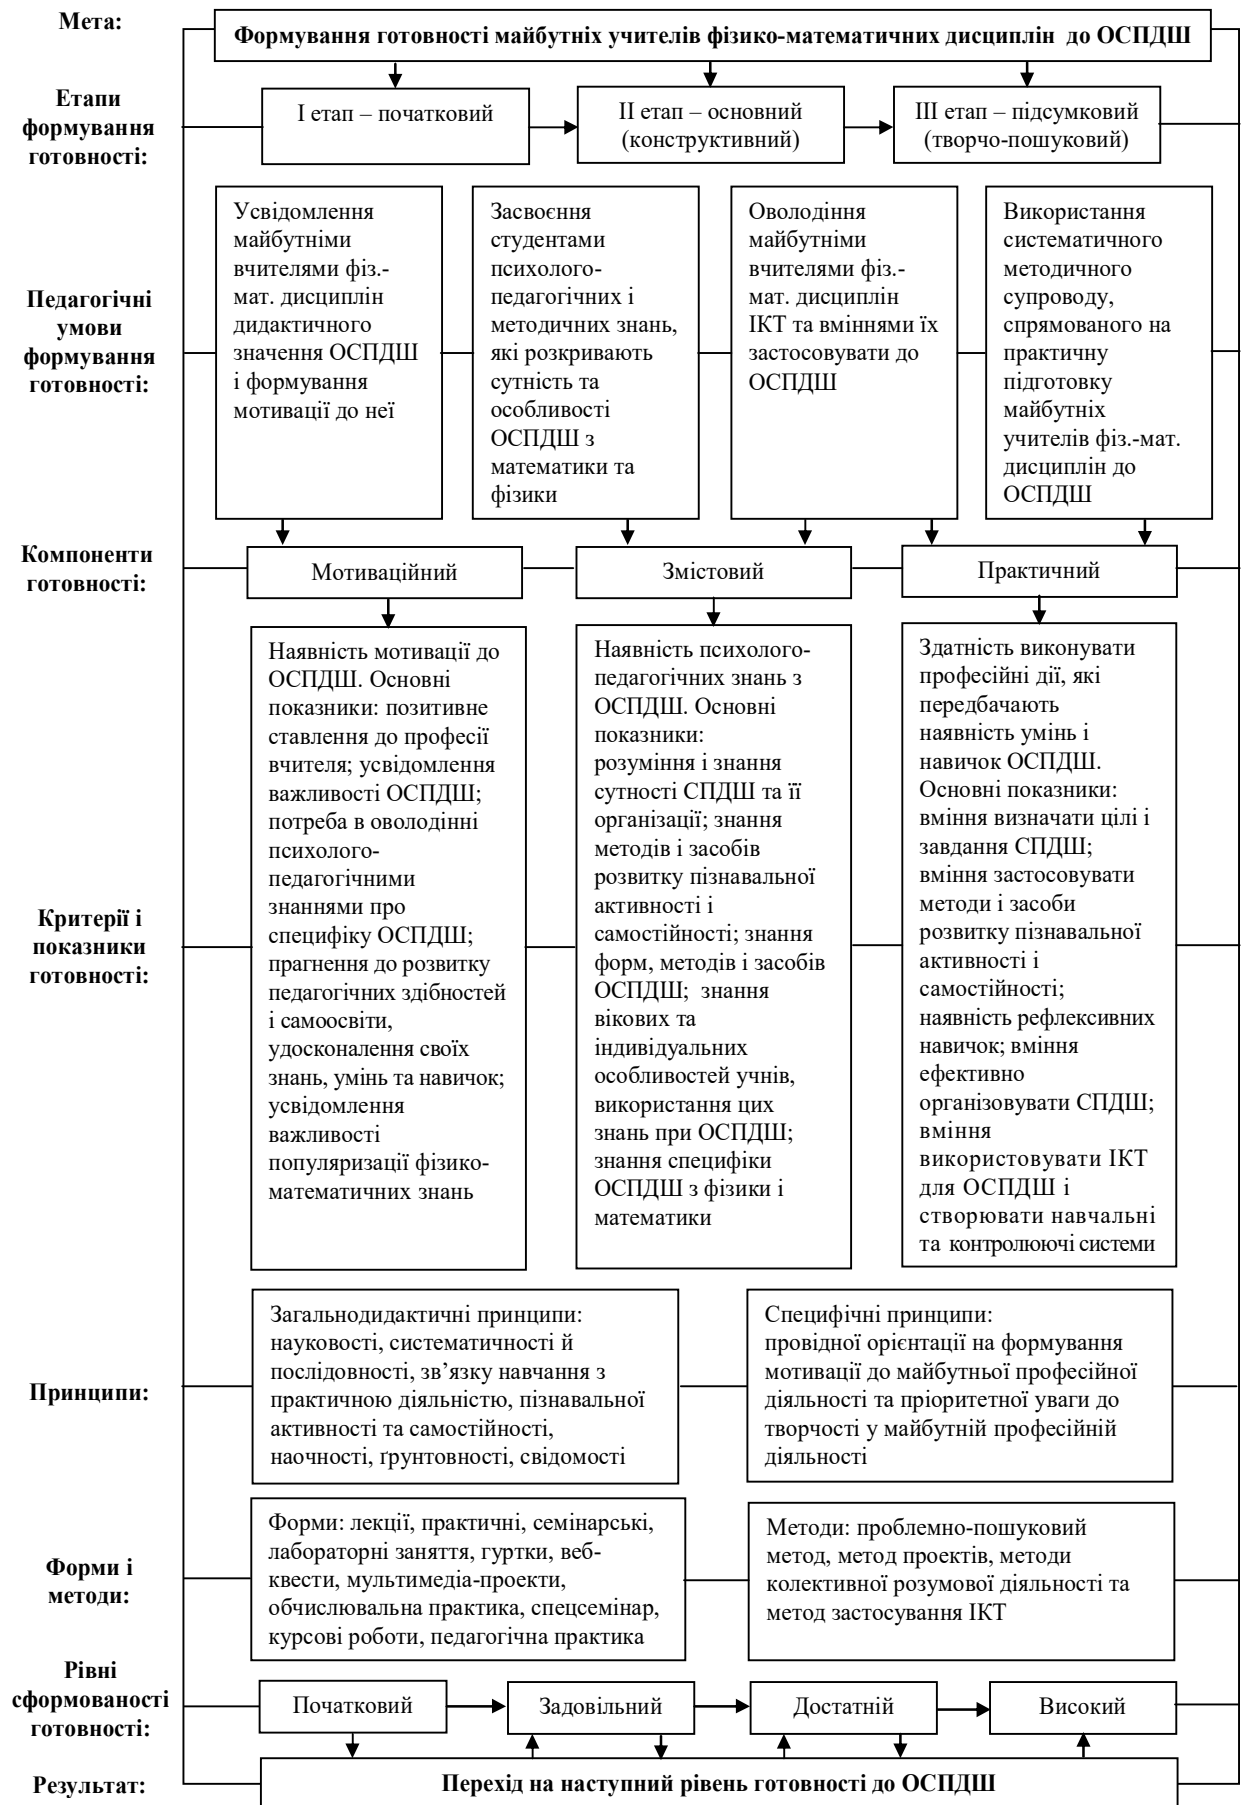 Мета:
Формування готовності майбутніх учителів фізико-математичних дисциплін до ОСПДШ
Етапи
формування
готовності:
І етап – початковий
ІІ етап – основний
(конструктивний)
ІІІ етап – підсумковий
(творчо-пошуковий)
Педагогічні
умови
формування
готовності:
Усвідомлення
майбутніми
вчителями фіз.-
мат. дисциплін
дидактичного
значення ОСПДШ
і формування
мотивації до неї
Засвоєння
студентами
психолого-
педагогічних і
методичних знань,
які розкривають
сутність та
особливості
ОСПДШ з
математики та
фізики
Оволодіння
майбутніми
вчителями фіз.-
мат. дисциплін
ІКТ та вміннями їх
застосовувати до
ОСПДШ
Використання
систематичного
методичного
супроводу,
спрямованого на
практичну
підготовку
майбутніх
учителів фіз.-мат.
дисциплін до
ОСПДШ
Компоненти
готовності:
Мотиваційний
Змістовий
Практичний
Критерії і
показники
готовності:
Наявність мотивації до
ОСПДШ. Основні
показники: позитивне
ставлення до професії
вчителя; усвідомлення
важливості ОСПДШ;
потреба в оволодінні
психолого-
педагогічними
знаннями про
специфіку ОСПДШ;
прагнення до розвитку
педагогічних здібностей
і самоосвіти,
удосконалення своїх
знань, умінь та навичок;
усвідомлення
важливості
популяризації фізико-
математичних знань
Наявність психолого-
педагогічних знань з
ОСПДШ. Основні
показники:
розуміння і знання
сутності СПДШ та її
організації; знання
методів і засобів
розвитку пізнавальної
активності і
самостійності; знання
форм, методів і засобів
ОСПДШ; знання
вікових та
індивідуальних
особливостей учнів,
використання цих
знань при ОСПДШ;
знання специфіки
ОСПДШ з фізики і
математики
Здатність виконувати
професійні дії, які
передбачають
наявність умінь і
навичок ОСПДШ.
Основні показники:
вміння визначати цілі і
завдання СПДШ;
вміння застосовувати
методи і засоби
розвитку пізнавальної
активності і
самостійності;
наявність рефлексивних
навичок; вміння
ефективно
організовувати СПДШ;
вміння
використовувати ІКТ
для ОСПДШ і
створювати навчальні
та контролюючі системи
Принципи:
Загальнодидактичні принципи:
науковості, систематичності й
послідовності, зв’язку навчання з
практичною діяльністю, пізнавальної
активності та самостійності,
наочності, ґрунтовності, свідомості
Специфічні принципи:
провідної орієнтації на формування
мотивації до майбутньої професійної
діяльності та пріоритетної уваги до
творчості у майбутній професійній
діяльності
Форми і
методи:
Форми: лекції, практичні, семінарські,
лабораторні заняття, гуртки, веб-
квести, мультимедіа-проекти,
обчислювальна практика, спецсемінар,
курсові роботи, педагогічна практика
Методи: проблемно-пошуковий
метод, метод проектів, методи
колективної розумової діяльності та
метод застосування ІКТ
Рівні
сформованості
готовності:
Початковий
Задовільний
Достатній
Високий
Результат:
Перехід на наступний рівень готовності до ОСПДШ